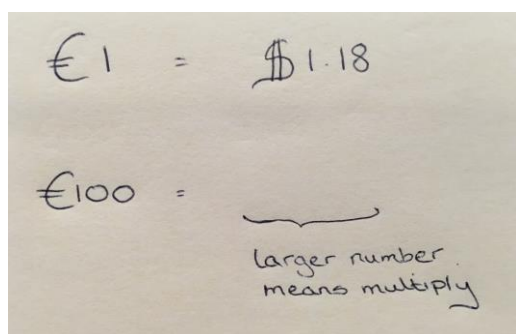 €1 = $1.18
€100 =
larger number
means multiply